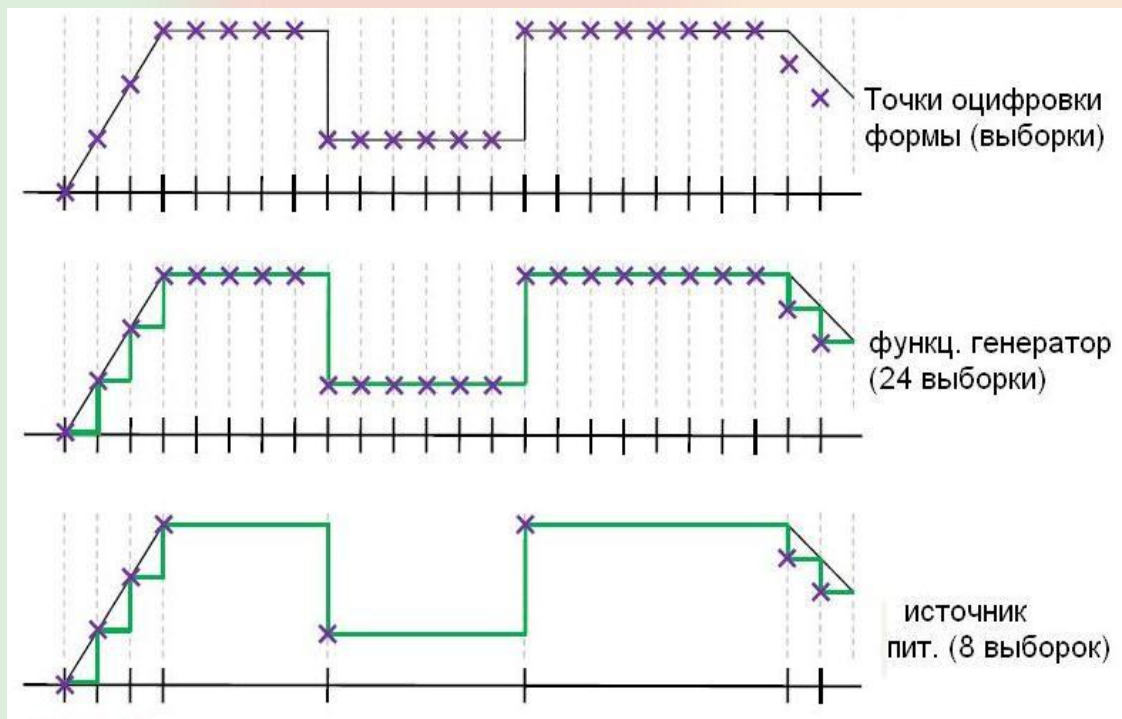 Точки оцифровки
формы (выборки)
функц. генератор
(24 выборки)
источник
пит. (8 выборок)